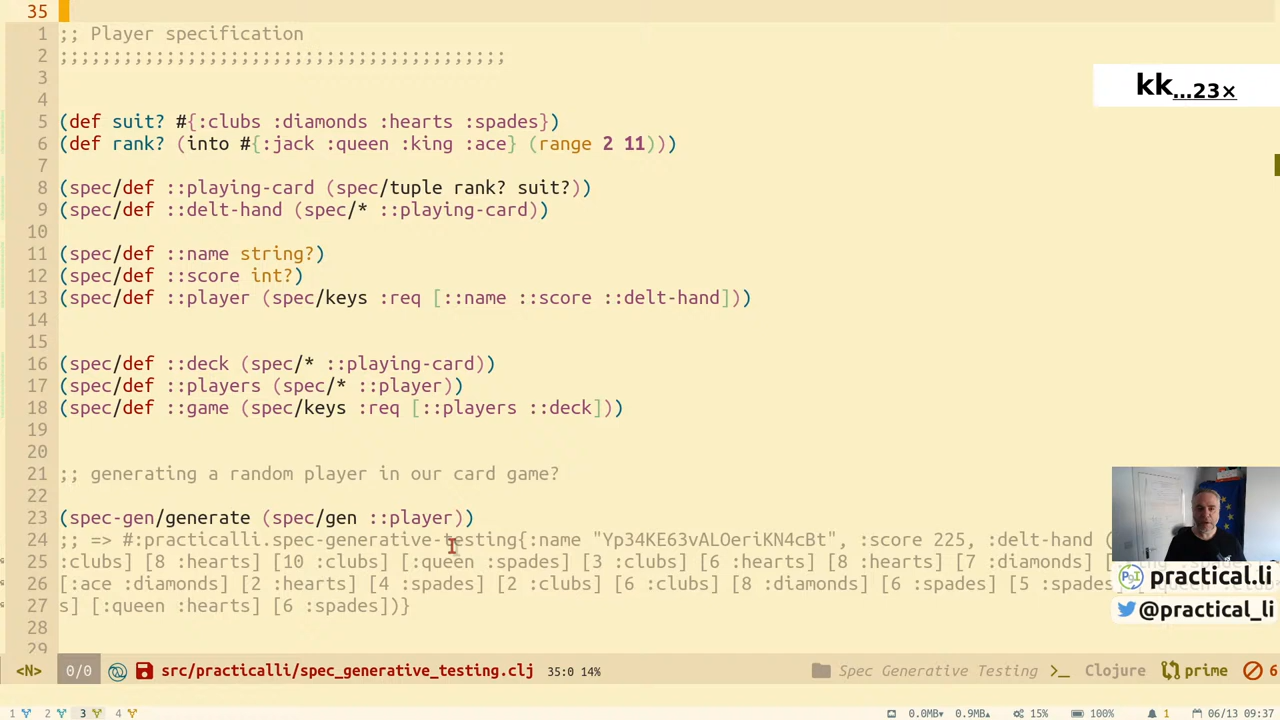 35
1 ;; Player specification
2 ;;;;;;;;;;;;;;;;;;;;;;;;;;;;;;;;;;;;;;;;;;
3
4
5 (def suit? #{:clubs :diamonds :hearts :spades})
6 (def rank? (into #{:jack :queen :king :ace} (range 2 11)))
7
8 (spec/def ::playing-card (spec/tuple rank? suit?))
9 (spec/def ::delt-hand (spec/* ::playing-card))
10
11 (spec/def ::name string?)
12 (spec/def ::score int?)
13 (spec/def ::player (spec/keys :req [::name ::score ::delt-hand]))
14
15
16 (spec/def ::deck (spec/* ::playing-card))
17 (spec/def ::players (spec/* ::player))
18 (spec/def ::game (spec/keys :req [::players ::deck]))
19
20
21 ;; generating a random player in our card game?
22
23 (spec-gen/generate (spec/gen ::player))
24 ;; => #:practicalli.spec-generative-testing{:name "Yp34KE63vALOeriKN4cBt", :score 225, :delt-hand (
25 :clubs] [8 :hearts] [10 :clubs] [:queen :spades] [3 :clubs] [6 :hearts] [8 :hearts] [7 :diamonds]
26 [:ace :diamonds] [2 :hearts] [4 :spades] [2 :clubs] [6 :clubs] [8 :diamonds] [6 :spades] [5 :spades]
27 s] [:queen :hearts] [6 :spades])}
28
29
kk...23×
practical.li
@practical_li
<N> 0/0 src/practicalli/spec_generative_testing.clj 35:0 14% Spec Generative Testing Clojure prime 6
1 2 3 4 0.0MB 0.9MB 15% 100% 1 06/13 09:37